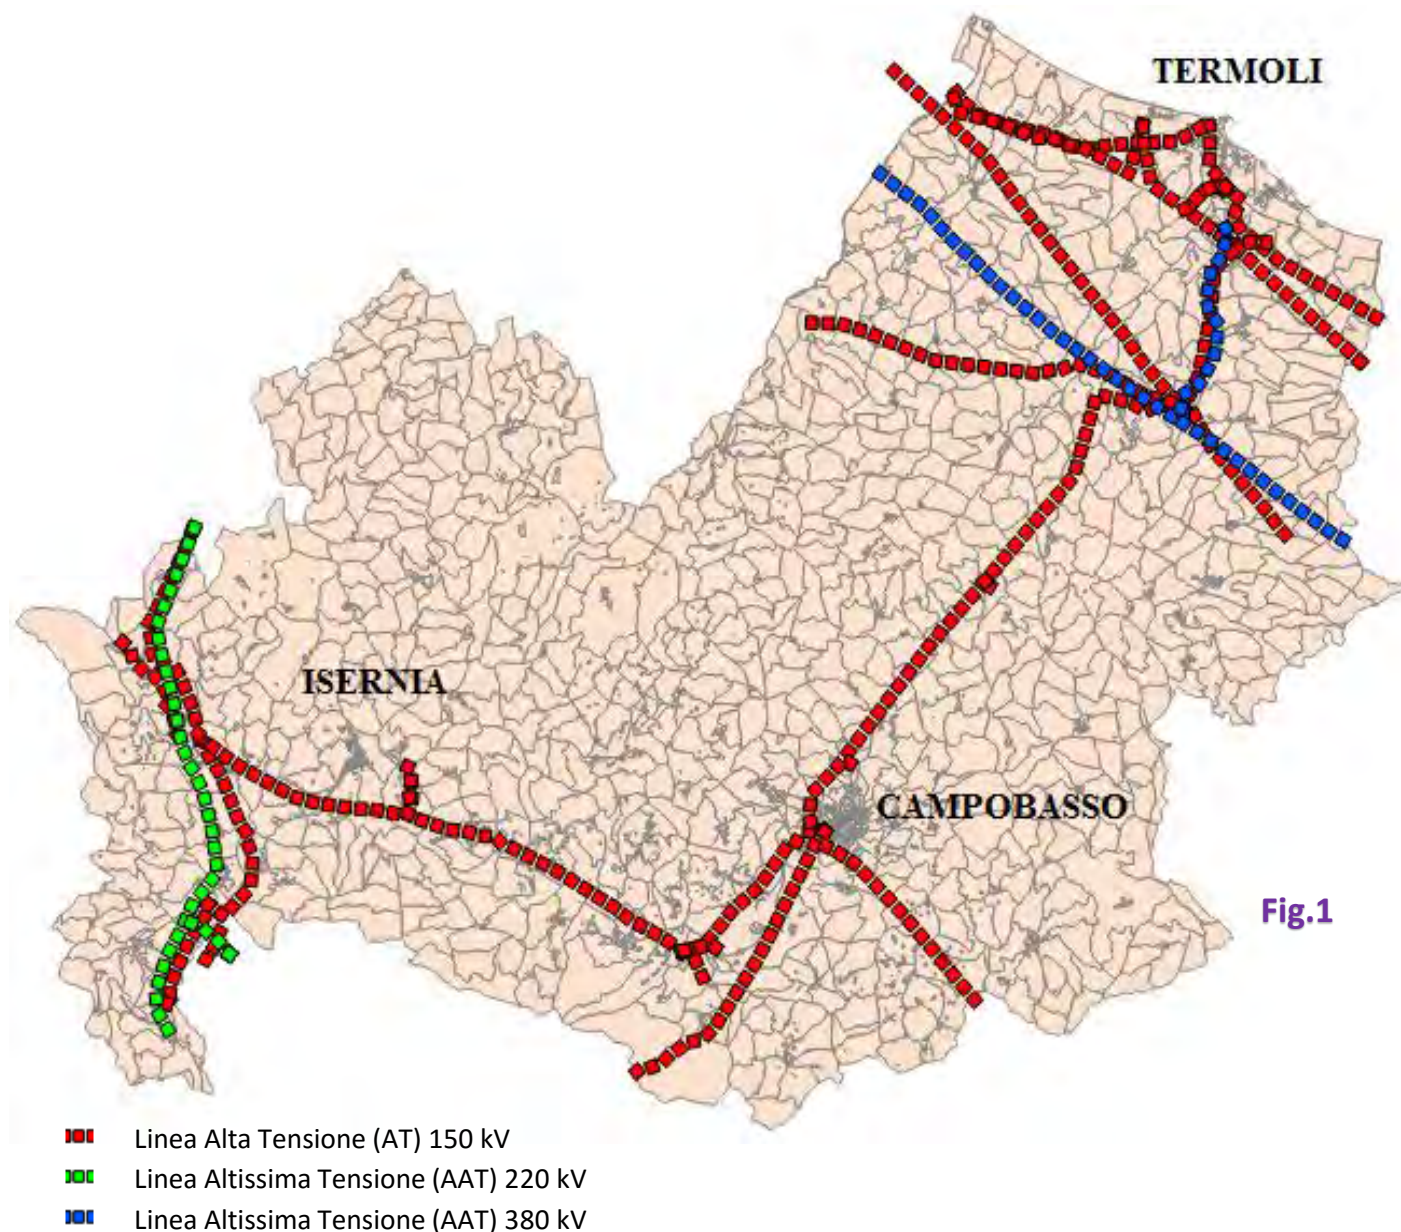 TERMOLI
ISERNIA
CAMPOBASSO
Fig.1
Linea Alta Tensione (AT) 150 kV
Linea Altissima Tensione (AAT) 220 kV
Linea Altissima Tensione (AAT) 380 kV